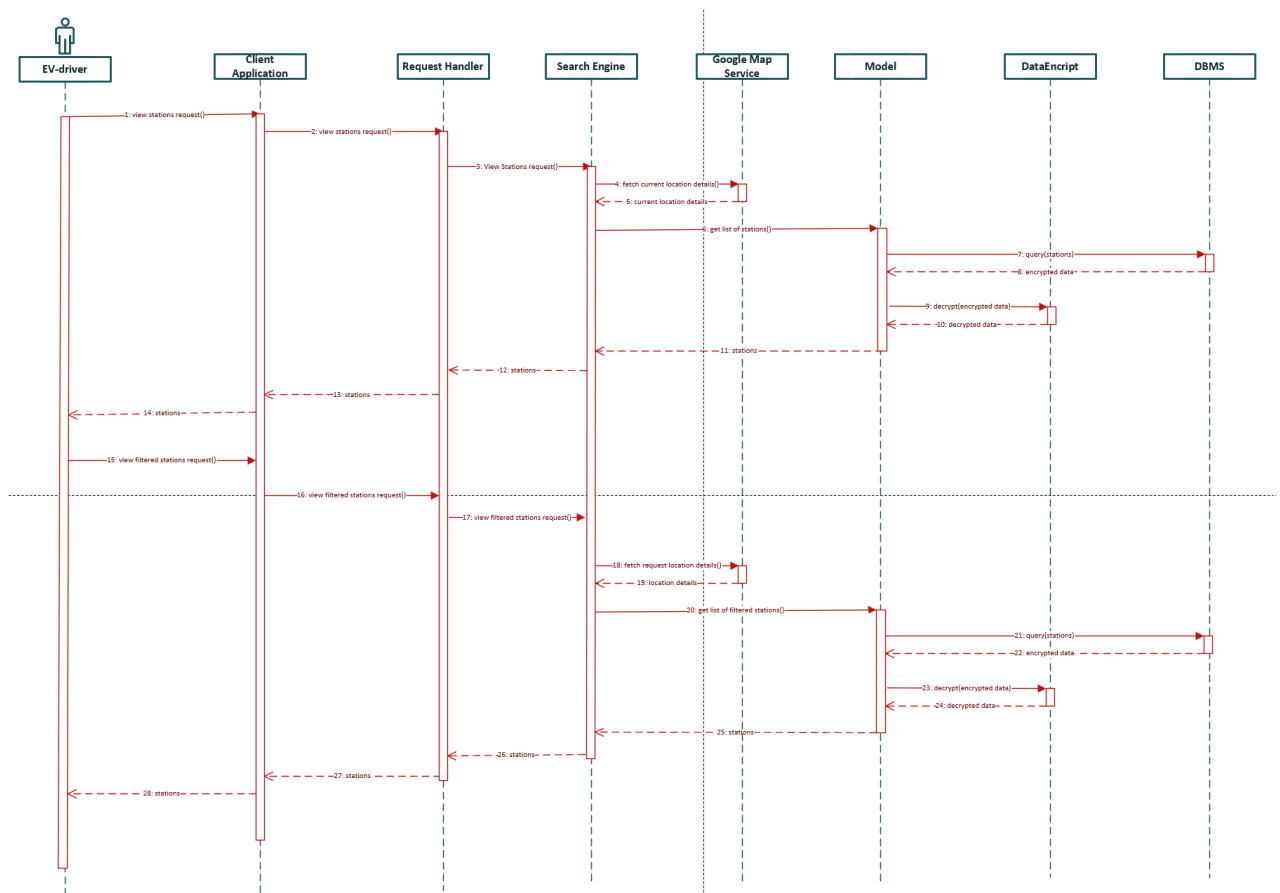 EV-driver
Client
Application
Request Handler
Search Engine
Google Map
Service
Model
DataEncript
DBMS
1: view stations request()
2: view stations request()
3: View Stations request()
4: fetch current location details()
5: current location details
6: get list of stations()
7: query(stations)
8: encrypted data
9: decrypt(encrypted data)
10: decrypted data
11: stations
12: stations
13: stations
14: stations
15: view filtered stations request()
16: view filtered stations request()
17: view filtered stations request()
18: fetch request location details()
19: location details
20: get list of filtered stations()
21: query(stations)
22: encrypted data
23: decrypt(encrypted data)
24: decrypted data
25: stations
26: stations
27: stations
28: stations